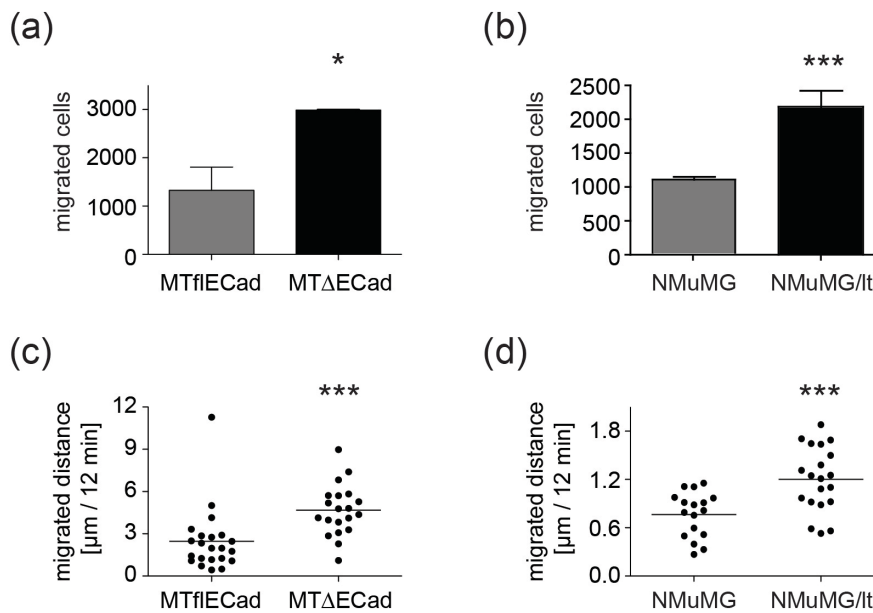 (a)
*
migrated cells
3000
2000
1000
0
MTflECad
MTΔECad
(b)
***
migrated cells
2500
2000
1500
1000
500
0
NMuMG
NMuMG/lt
(c)
***
migrated distance
[µm / 12 min]
12
9
6
3
0
MTflECad
MTΔECad
(d)
***
migrated distance
[µm / 12 min]
1.8
1.2
0.6
0.0
NMuMG
NMuMG/lt